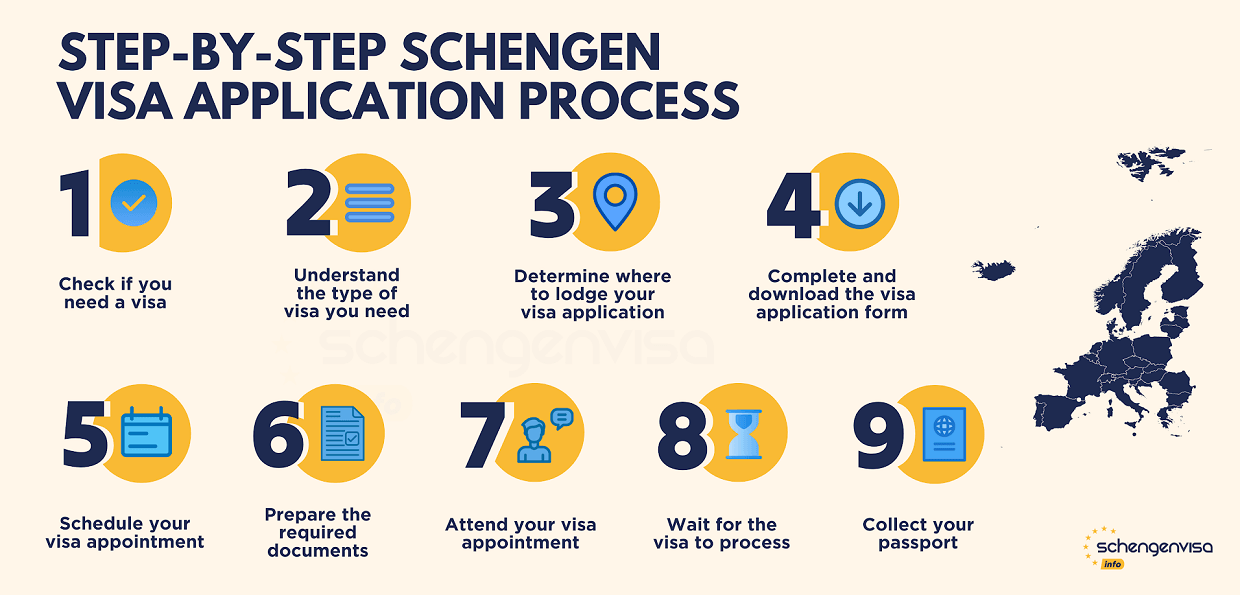 STEP-BY-STEP SCHENGEN
VISA APPLICATION PROCESS
1
Check if you
need a visa
2
Understand
the type of
visa you need
3
Determine where
to lodge your
visa application
4
Complete and
download the visa
application form
schengenvisa
5
Schedule your
visa appointment
6
Prepare the
required
documents
7
Attend your visa
appointment
8
Wait for the
visa to process
9
Collect your
passport
schengenvisa
info